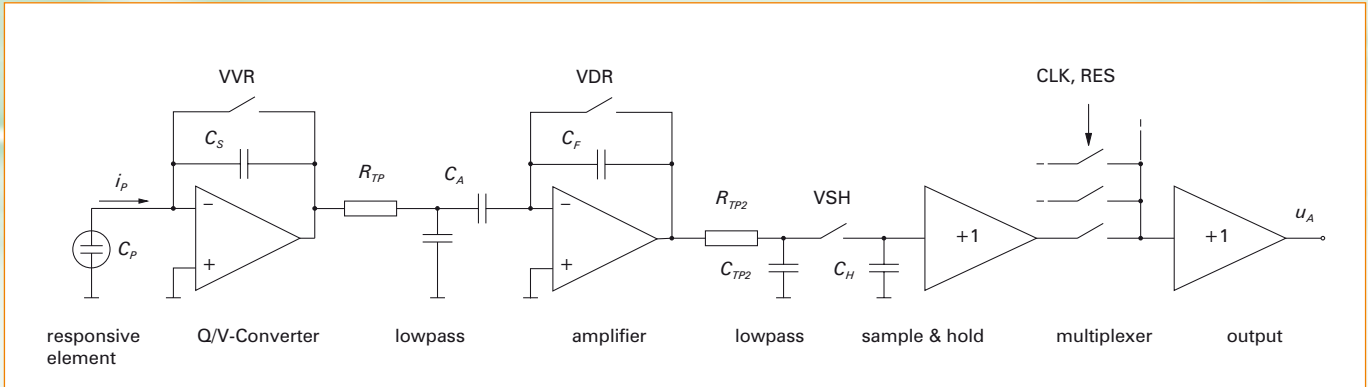 VVR
VDR
CLK, RES
C_S
C_F
R_TP
C_A
i_P
R_TP2
VSH
u_A
−
−
+1
+1
C_P
+
+
C_TP2
C_H
responsive
element
Q/V-Converter
lowpass
amplifier
lowpass
sample & hold
multiplexer
output